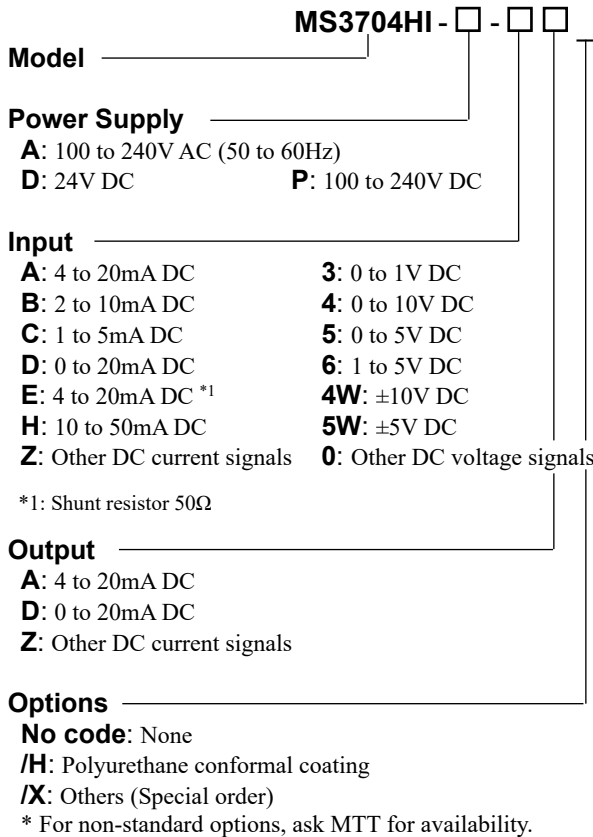 MS3704HI - □ - □ □
Model
Power Supply
A: 100 to 240V AC (50 to 60Hz)
D: 24V DC P: 100 to 240V DC
Input
A: 4 to 20mA DC 3: 0 to 1V DC
B: 2 to 10mA DC 4: 0 to 10V DC
C: 1 to 5mA DC 5: 0 to 5V DC
D: 0 to 20mA DC 6: 1 to 5V DC
E: 4 to 20mA DC *1 4W: ±10V DC
H: 10 to 50mA DC 5W: ±5V DC
Z: Other DC current signals 0: Other DC voltage signals
*1: Shunt resistor 50Ω
Output
A: 4 to 20mA DC
D: 0 to 20mA DC
Z: Other DC current signals
Options
No code: None
/H: Polyurethane conformal coating
/X: Others (Special order)
* For non-standard options, ask MTT for availability.